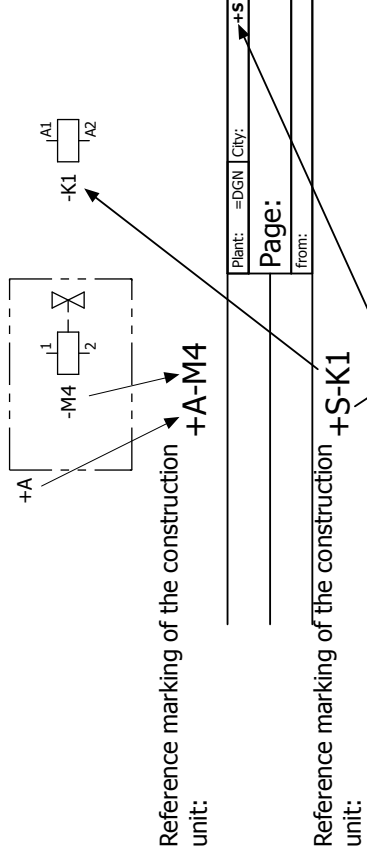 +A
-M4
1
2
-K1
A1
A2
Reference marking of the construction
unit:
+A-M4
Plant: =DGN City: +S
Page:
from:
Reference marking of the construction
unit:
+S-K1